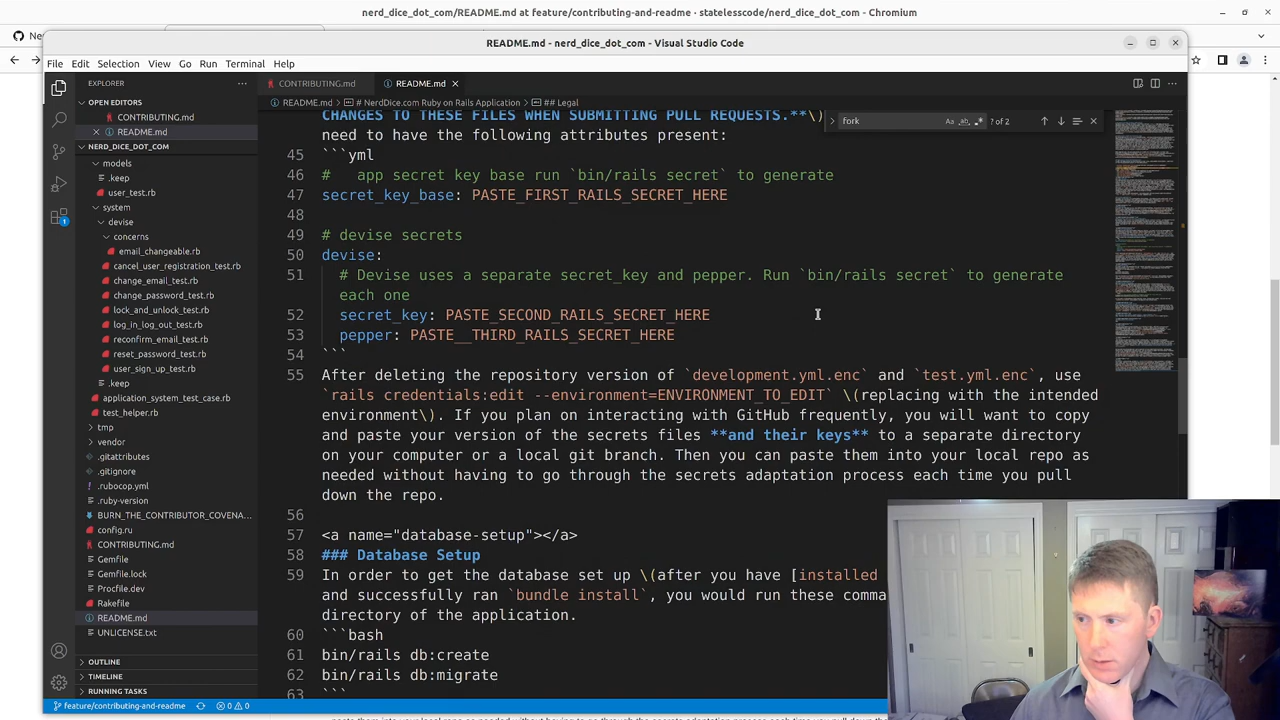 nerd_dice_dot_com/README.md at feature/contributing-and-readme · statelesscode/nerd_dice_dot_com - Chromium
README.md - nerd_dice_dot_com - Visual Studio Code
File Edit Selection View Go Run Terminal Help
EXPLORER
OPEN EDITORS
CONTRIBUTING.md
README.md
NERD_DICE_DOT_COM
models
.keep
user_test.rb
system
devise
concerns
email_changeable.rb
cancel_user_registration_test.rb
change_email_test.rb
change_password_test.rb
lock_and_unlock_test.rb
log_in_log_out_test.rb
reconfirm_email_test.rb
reset_password_test.rb
user_sign_up_test.rb
.keep
application_system_test_case.rb
test_helper.rb
tmp
vendor
.gitattributes
.gitignore
.rubocop.yml
.ruby-version
BURN_THE_CONTRIBUTOR_COVENA...
config.ru
CONTRIBUTING.md
Gemfile
Gemfile.lock
Procfile.dev
Rakefile
README.md
UNLICENSE.txt
OUTLINE
TIMELINE
RUNNING TASKS
1
CONTRIBUTING.md README.md
README.md > # NerdDice.com Ruby on Rails Application > ## Legal
fork Aa ab ? of 2
CHANGES TO THESE FILES WHEN SUBMITTING PULL REQUESTS.**\)
need to have the following attributes present:
45 ```yml
46 # app secret key base run `bin/rails secret` to generate
47 secret_key_base: PASTE_FIRST_RAILS_SECRET_HERE
48
49 # devise secrets
50 devise:
51 # Devise uses a separate secret_key and pepper. Run `bin/rails secret` to generate
each one
52 secret_key: PASTE_SECOND_RAILS_SECRET_HERE
53 pepper: PASTE__THIRD_RAILS_SECRET_HERE
54 ```
55 After deleting the repository version of `development.yml.enc` and `test.yml.enc`, use
`rails credentials:edit --environment=ENVIRONMENT_TO_EDIT` \(replacing with the intended
environment\). If you plan on interacting with GitHub frequently, you will want to copy
and paste your version of the secrets files **and their keys** to a separate directory
on your computer or a local git branch. Then you can paste them into your local repo as
needed without having to go through the secrets adaptation process each time you pull
down the repo.
56
57 <a name="database-setup"></a>
58 ### Database Setup
59 In order to get the database set up \(after you have [installed
and successfully ran `bundle install`, you would run these comma
directory of the application.
60 ```bash
61 bin/rails db:create
62 bin/rails db:migrate
63 ```
feature/contributing-and-readme 0 0